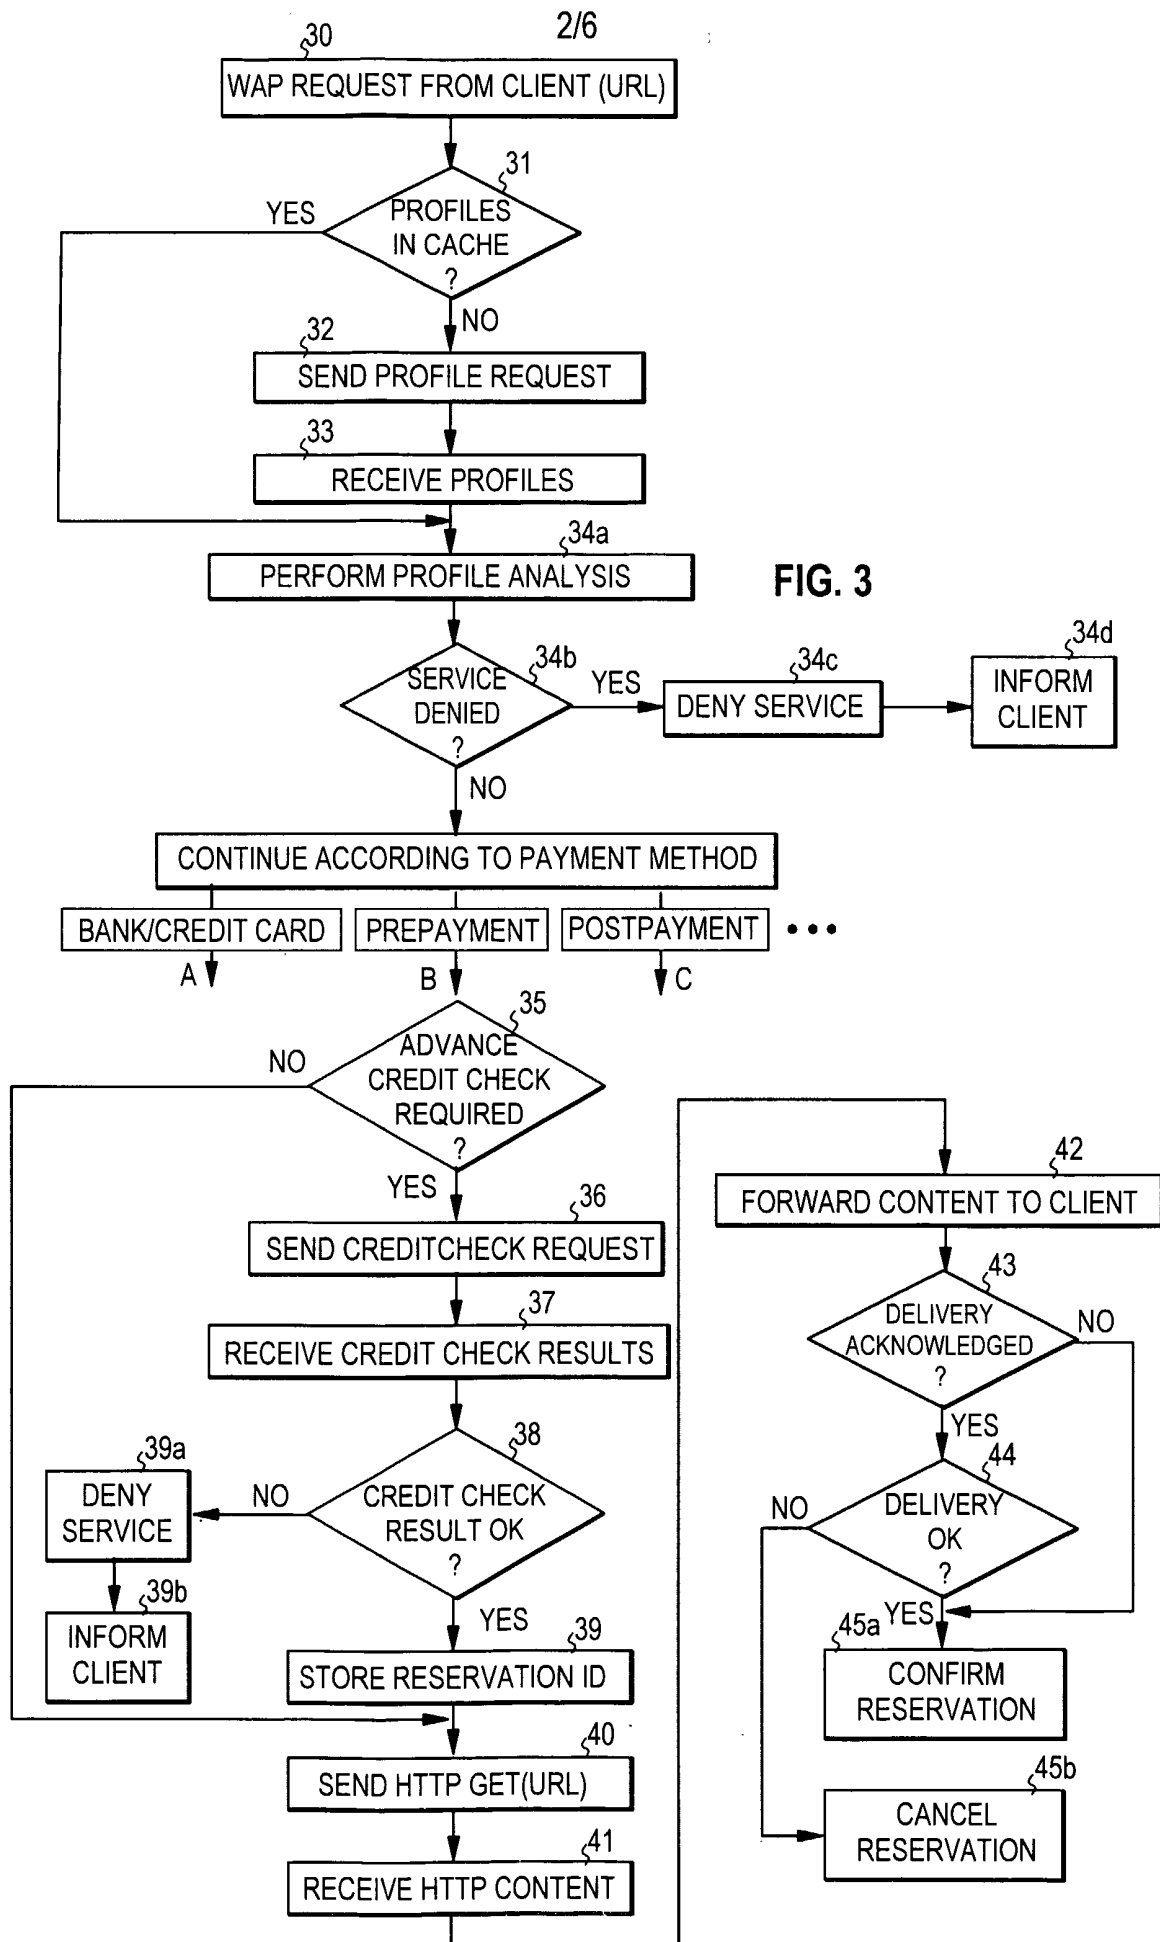 2/6
30
WAP REQUEST FROM CLIENT (URL)
31
YES
PROFILES
IN CACHE
?
NO
32
SEND PROFILE REQUEST
33
RECEIVE PROFILES
34a
PERFORM PROFILE ANALYSIS
FIG. 3
34b
SERVICE
DENIED
?
YES
34c
DENY SERVICE
34d
INFORM
CLIENT
NO
CONTINUE ACCORDING TO PAYMENT METHOD
BANK/CREDIT CARD
PREPAYMENT
POSTPAYMENT
•••
A
B
C
35
NO
ADVANCE
CREDIT CHECK
REQUIRED
?
YES
36
SEND CREDITCHECK REQUEST
37
RECEIVE CREDIT CHECK RESULTS
38
CREDIT CHECK
RESULT OK
?
NO
39a
DENY
SERVICE
39b
INFORM
CLIENT
YES
39
STORE RESERVATION ID
40
SEND HTTP GET(URL)
41
RECEIVE HTTP CONTENT
42
FORWARD CONTENT TO CLIENT
43
DELIVERY
ACKNOWLEDGED
?
NO
YES
44
NO
DELIVERY
OK
?
YES
45a
CONFIRM
RESERVATION
45b
CANCEL
RESERVATION